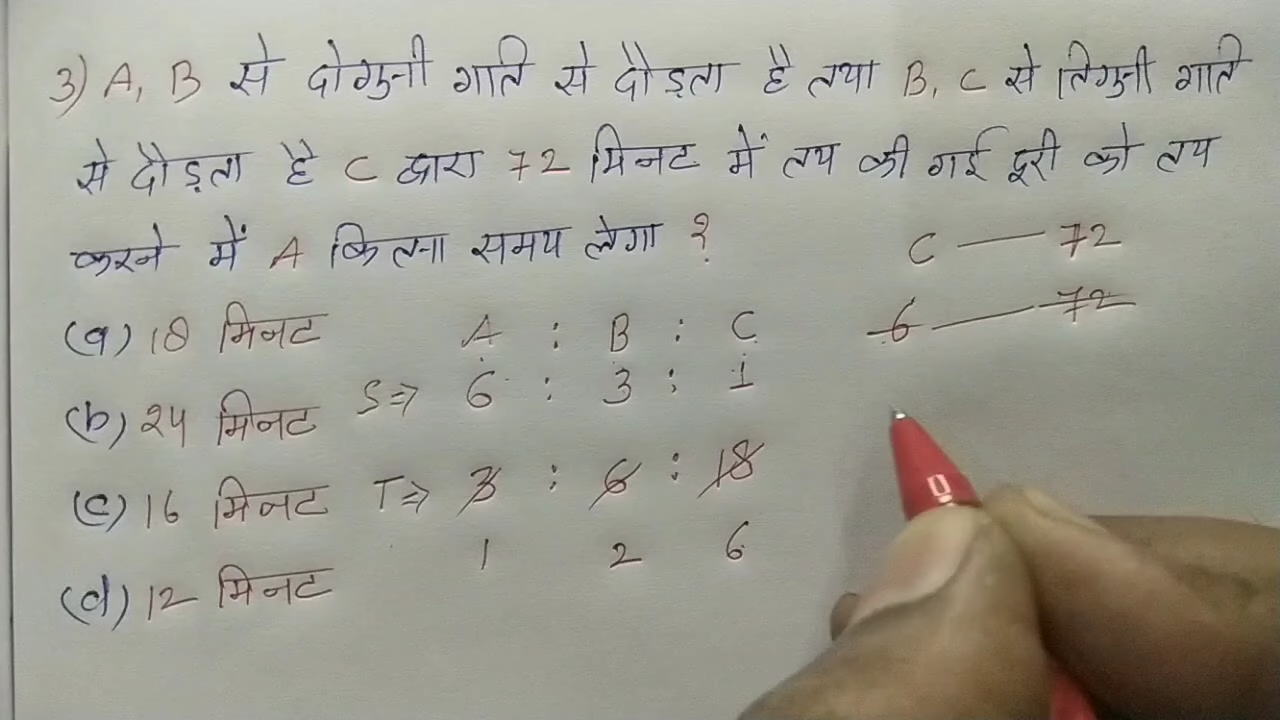 3) A, B से दोगुनी गति से दौड़ता है तथा B, C से तिगुनी गति
से दौड़ता है C द्वारा 72 मिनट में तय की गई दूरी को तय
करने में A कितना समय लेगा ?
C — 72
6 — 72
(a) 18 मिनट
A : B : C
(b) 24 मिनट
S⇒ 6 : 3 : 1
(c) 16 मिनट
T⇒ 3 : 6 : 18
1 2 6
(d) 12 मिनट